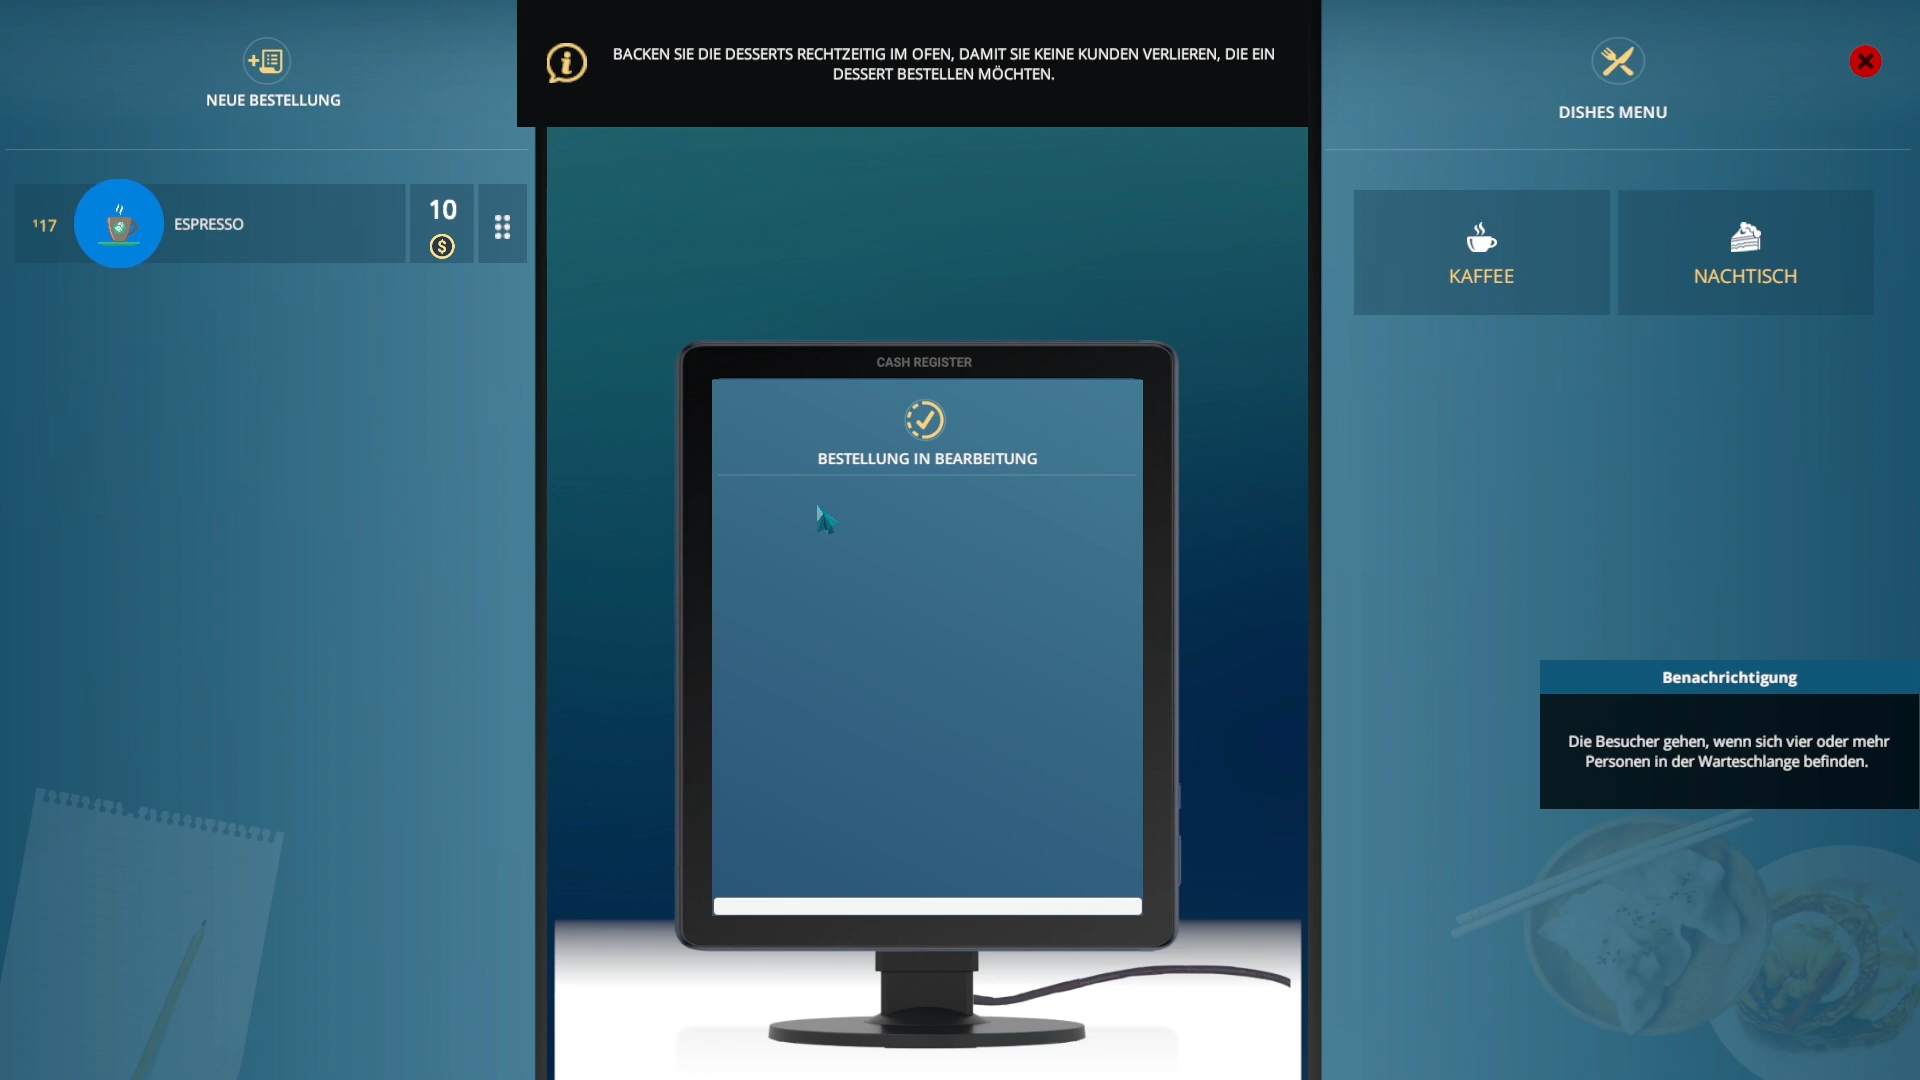 NEUE BESTELLUNG
117
ESPRESSO
10
BACKEN SIE DIE DESSERTS RECHTZEITIG IM OFEN, DAMIT SIE KEINE KUNDEN VERLIEREN, DIE EIN
DESSERT BESTELLEN MÖCHTEN.
CASH REGISTER
BESTELLUNG IN BEARBEITUNG
DISHES MENU
KAFFEE
NACHTISCH
Benachrichtigung
Die Besucher gehen, wenn sich vier oder mehr
Personen in der Warteschlange befinden.